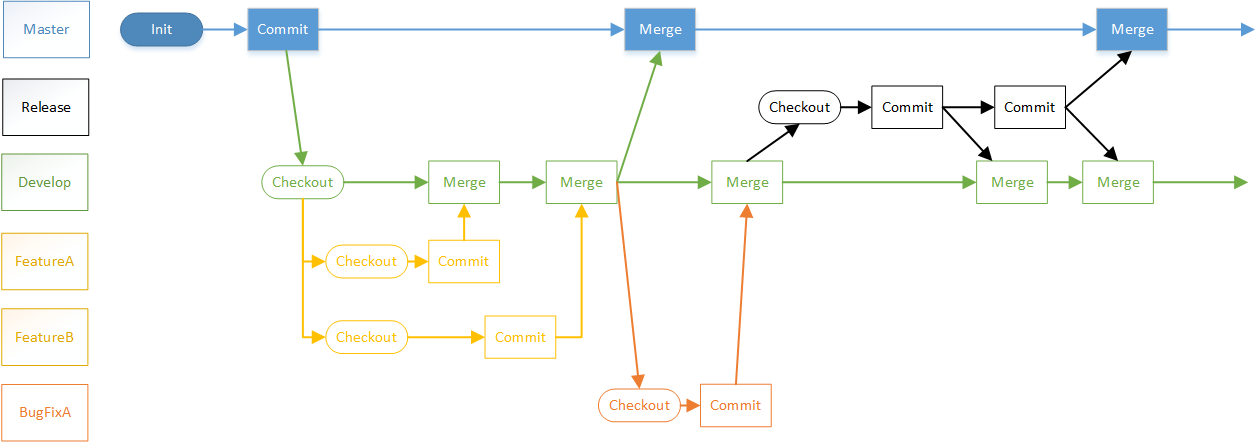 Master
Init
Commit
Merge
Merge
Release
Checkout
Commit
Commit
Develop
Checkout
Merge
Merge
Merge
Merge
Merge
FeatureA
Checkout
Commit
FeatureB
Checkout
Commit
BugFixA
Checkout
Commit